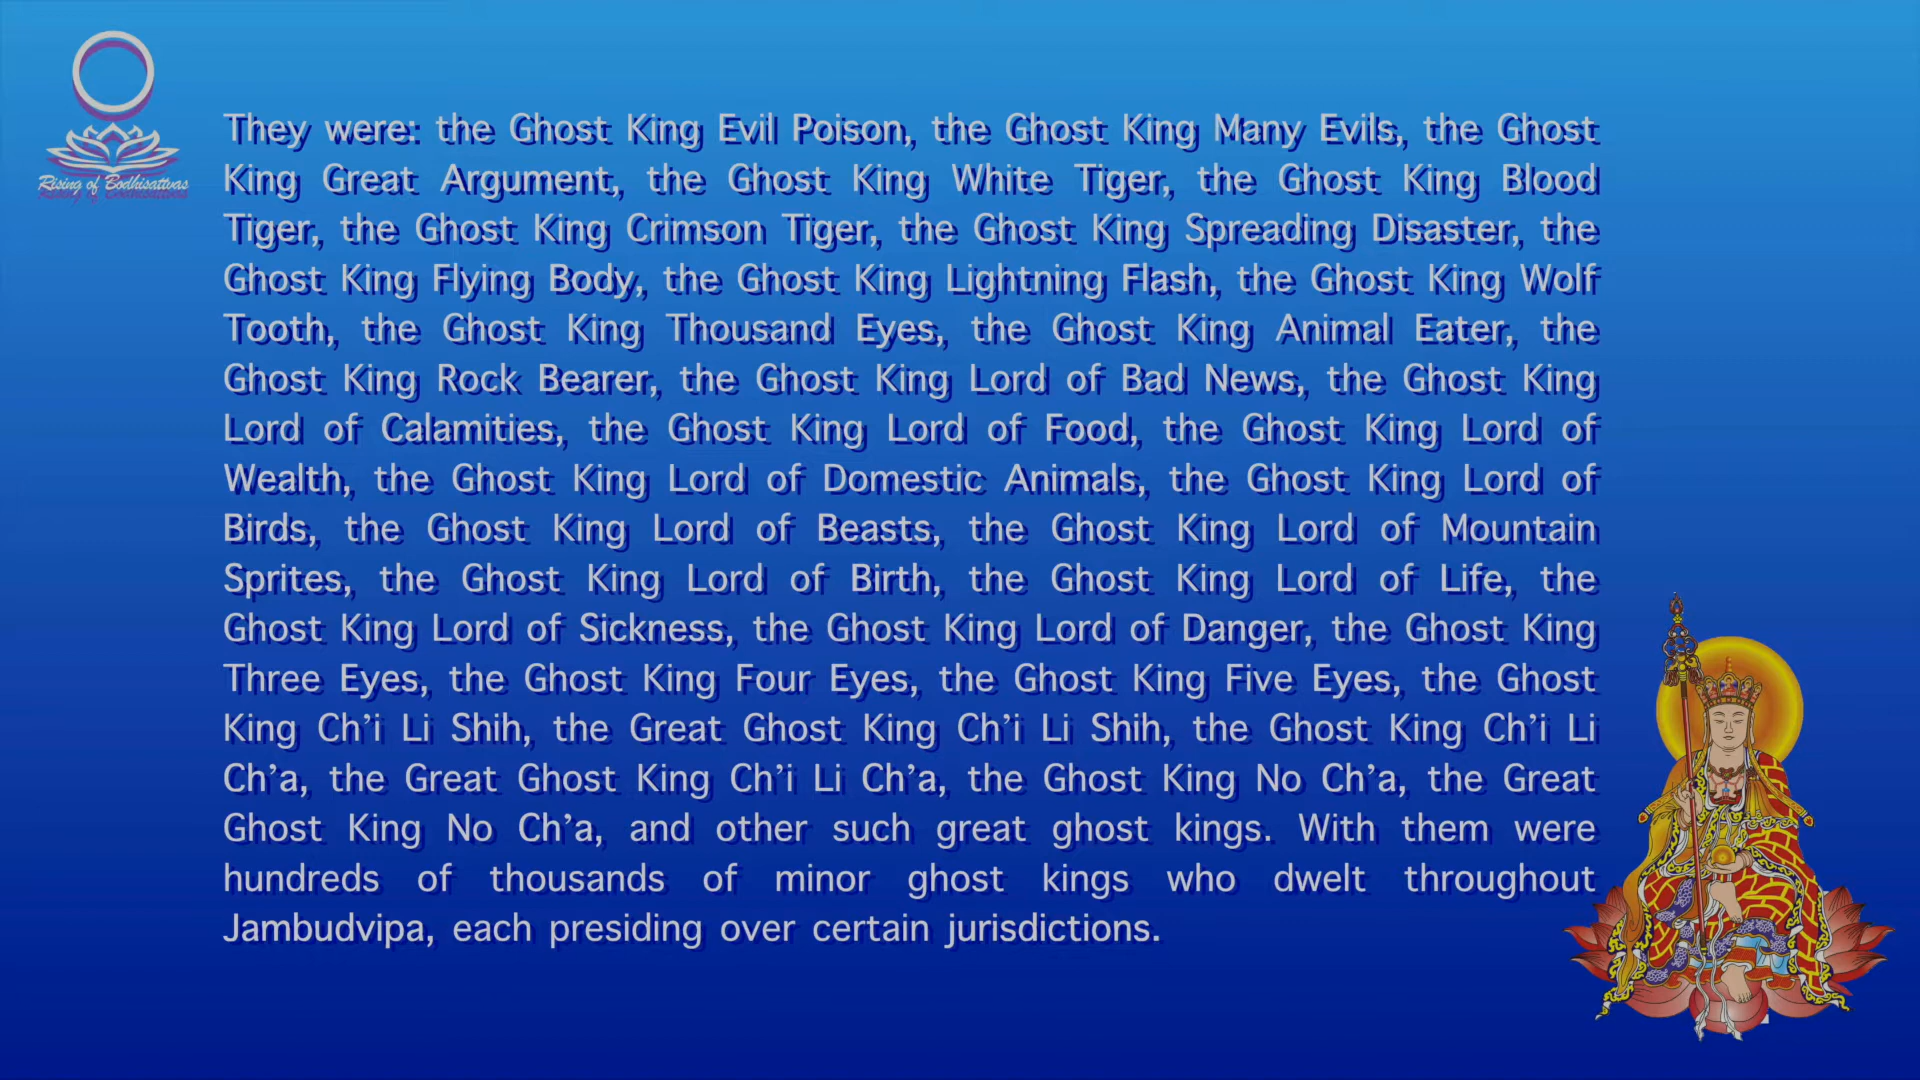 Rising of Bodhisattvas
They were: the Ghost King Evil Poison, the Ghost King Many Evils, the Ghost
King Great Argument, the Ghost King White Tiger, the Ghost King Blood
Tiger, the Ghost King Crimson Tiger, the Ghost King Spreading Disaster, the
Ghost King Flying Body, the Ghost King Lightning Flash, the Ghost King Wolf
Tooth, the Ghost King Thousand Eyes, the Ghost King Animal Eater, the
Ghost King Rock Bearer, the Ghost King Lord of Bad News, the Ghost King
Lord of Calamities, the Ghost King Lord of Food, the Ghost King Lord of
Wealth, the Ghost King Lord of Domestic Animals, the Ghost King Lord of
Birds, the Ghost King Lord of Beasts, the Ghost King Lord of Mountain
Sprites, the Ghost King Lord of Birth, the Ghost King Lord of Life, the
Ghost King Lord of Sickness, the Ghost King Lord of Danger, the Ghost King
Three Eyes, the Ghost King Four Eyes, the Ghost King Five Eyes, the Ghost
King Ch’i Li Shih, the Great Ghost King Ch’i Li Shih, the Ghost King Ch’i Li
Ch’a, the Great Ghost King Ch’i Li Ch’a, the Ghost King No Ch’a, the Great
Ghost King No Ch’a, and other such great ghost kings. With them were
hundreds of thousands of minor ghost kings who dwelt throughout
Jambudvipa, each presiding over certain jurisdictions.